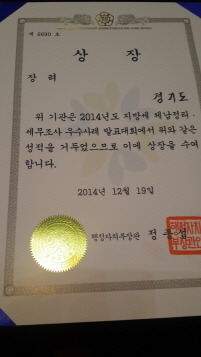 제 5690 호
상 장
장 려
경기도
위 기관은 2014년도 지방세 체납정리·
세무조사 우수사례 발표대회에서 위와 같은
성적을 거두었으므로 이에 상장을 수여
합니다.
2014년 12월 19일
행정자치부장관 정